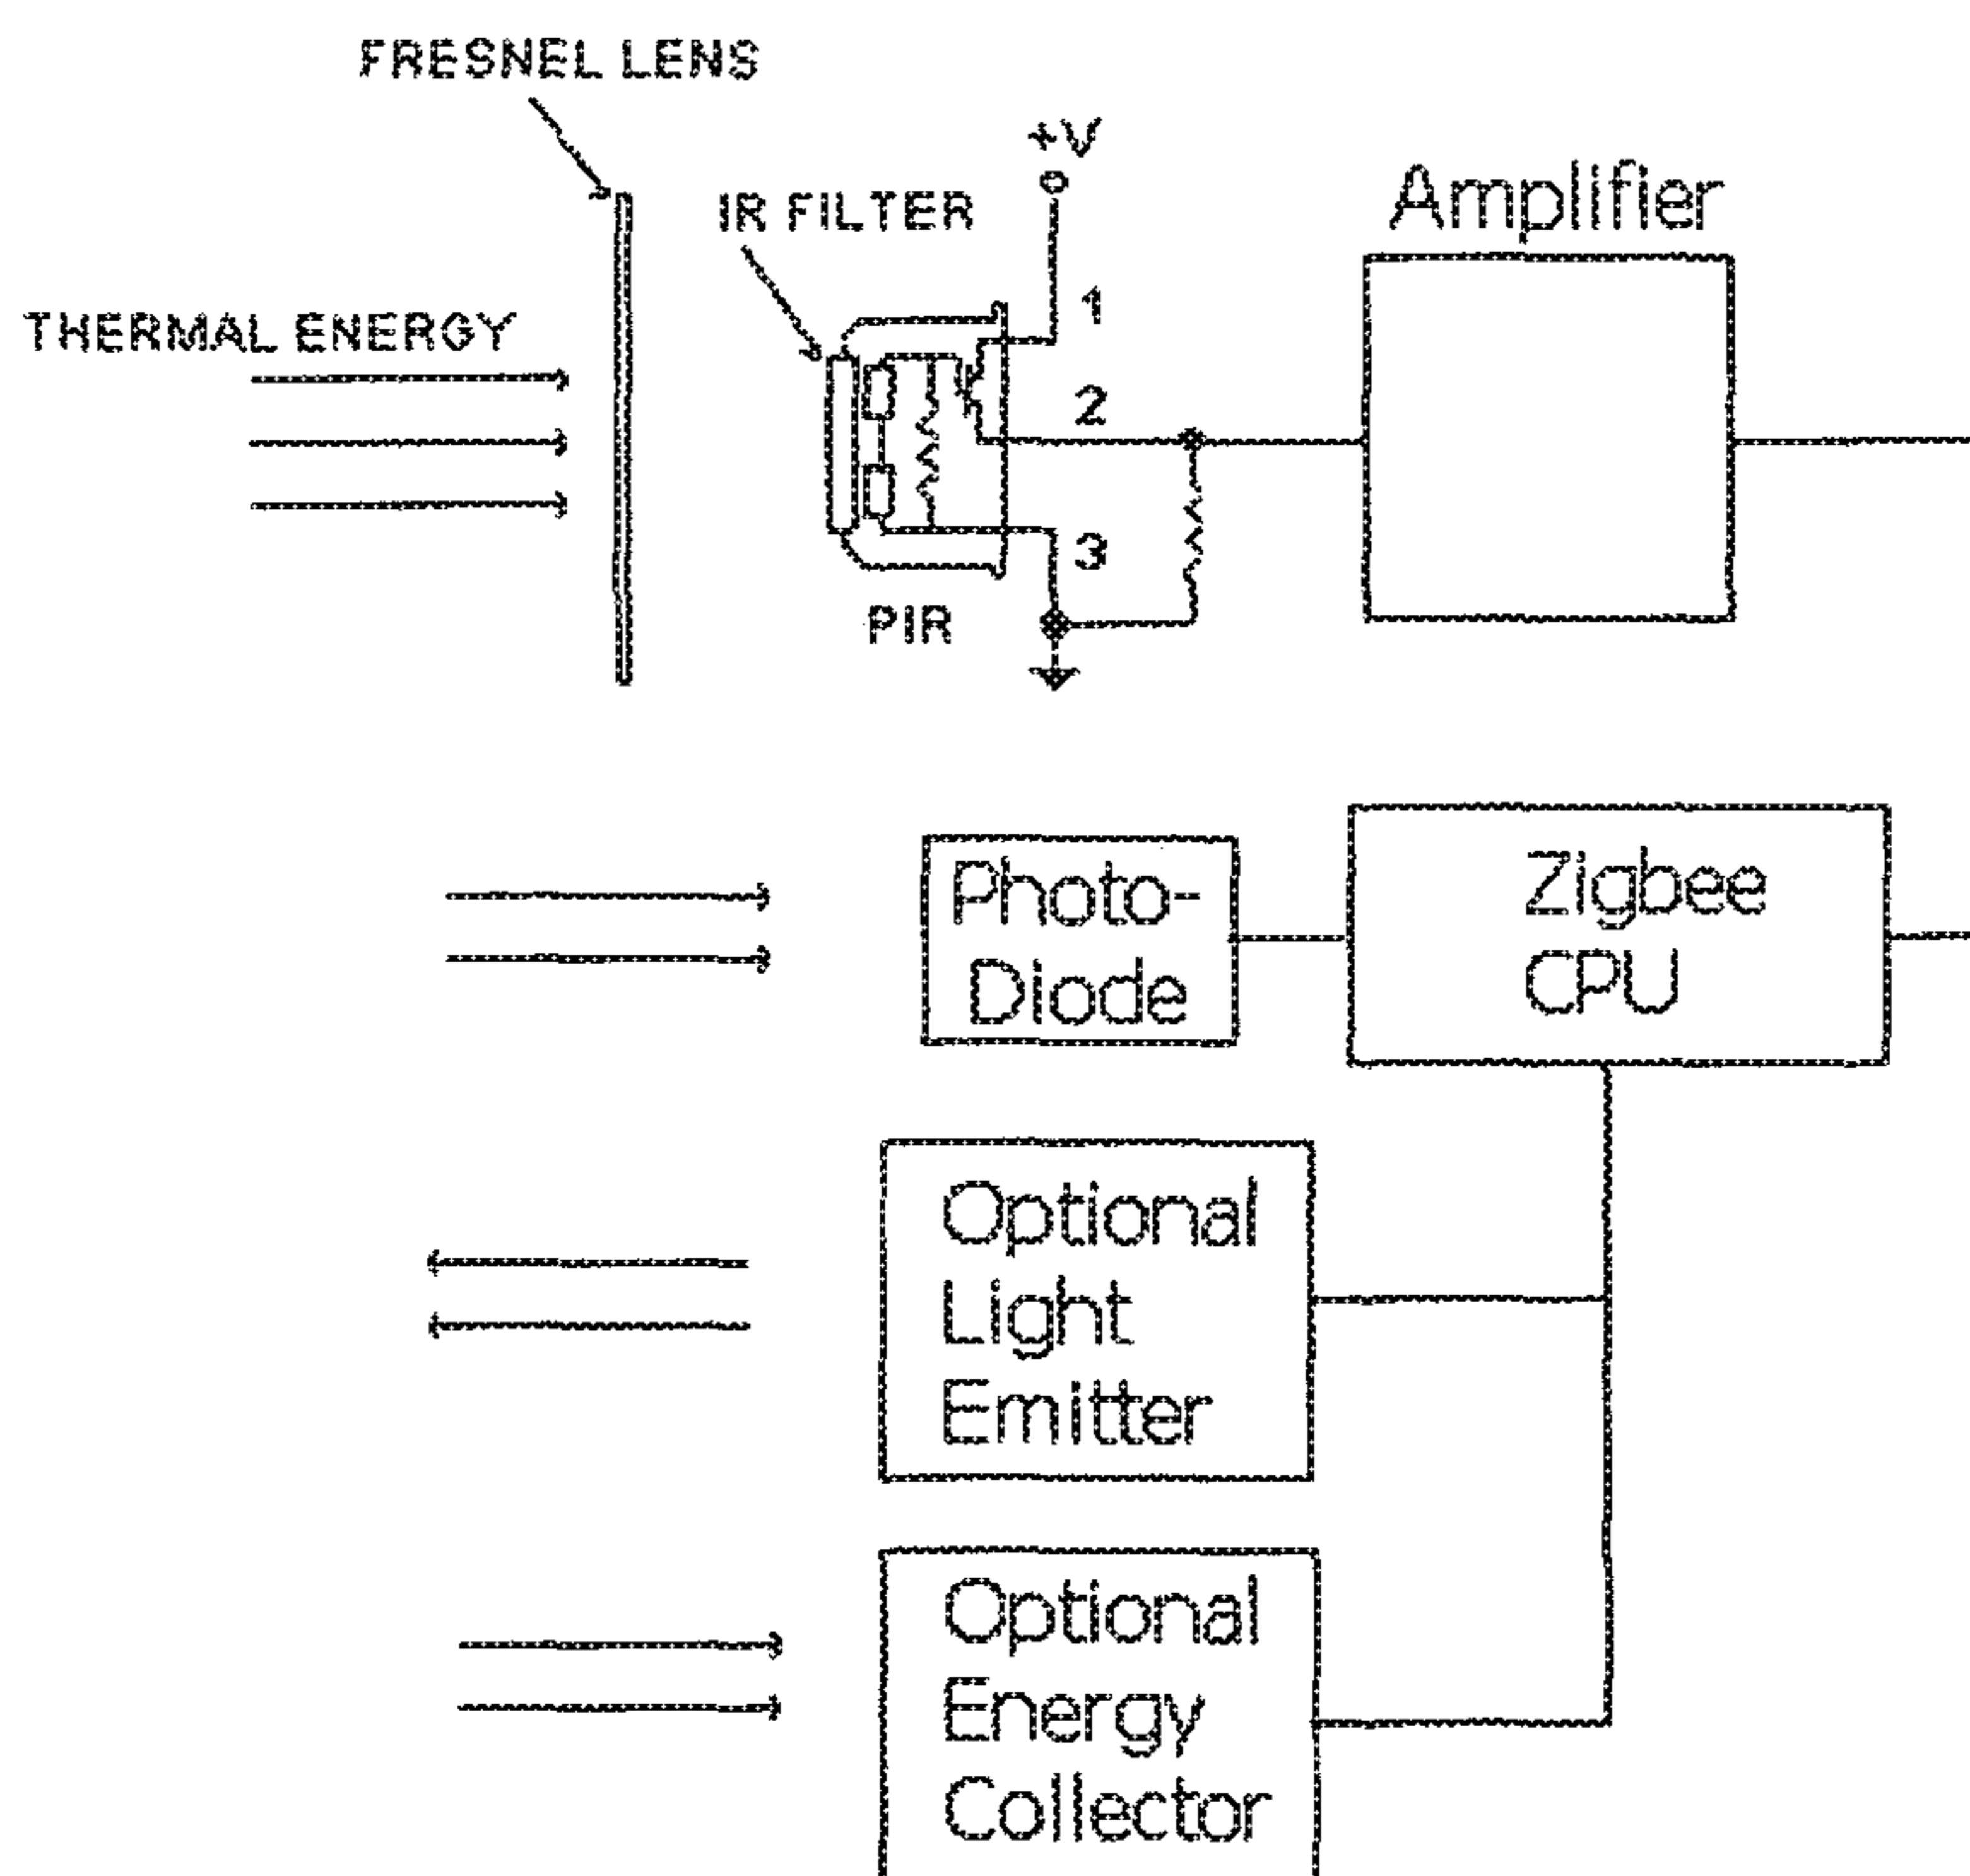 FRESNEL LENS
+V
IR FILTER
Amplifier
1
THERMAL ENERGY
2
3
PIR
Photo-
Diode
Zigbee
CPU
Optional
Light
Emitter
Optional
Energy
Collector